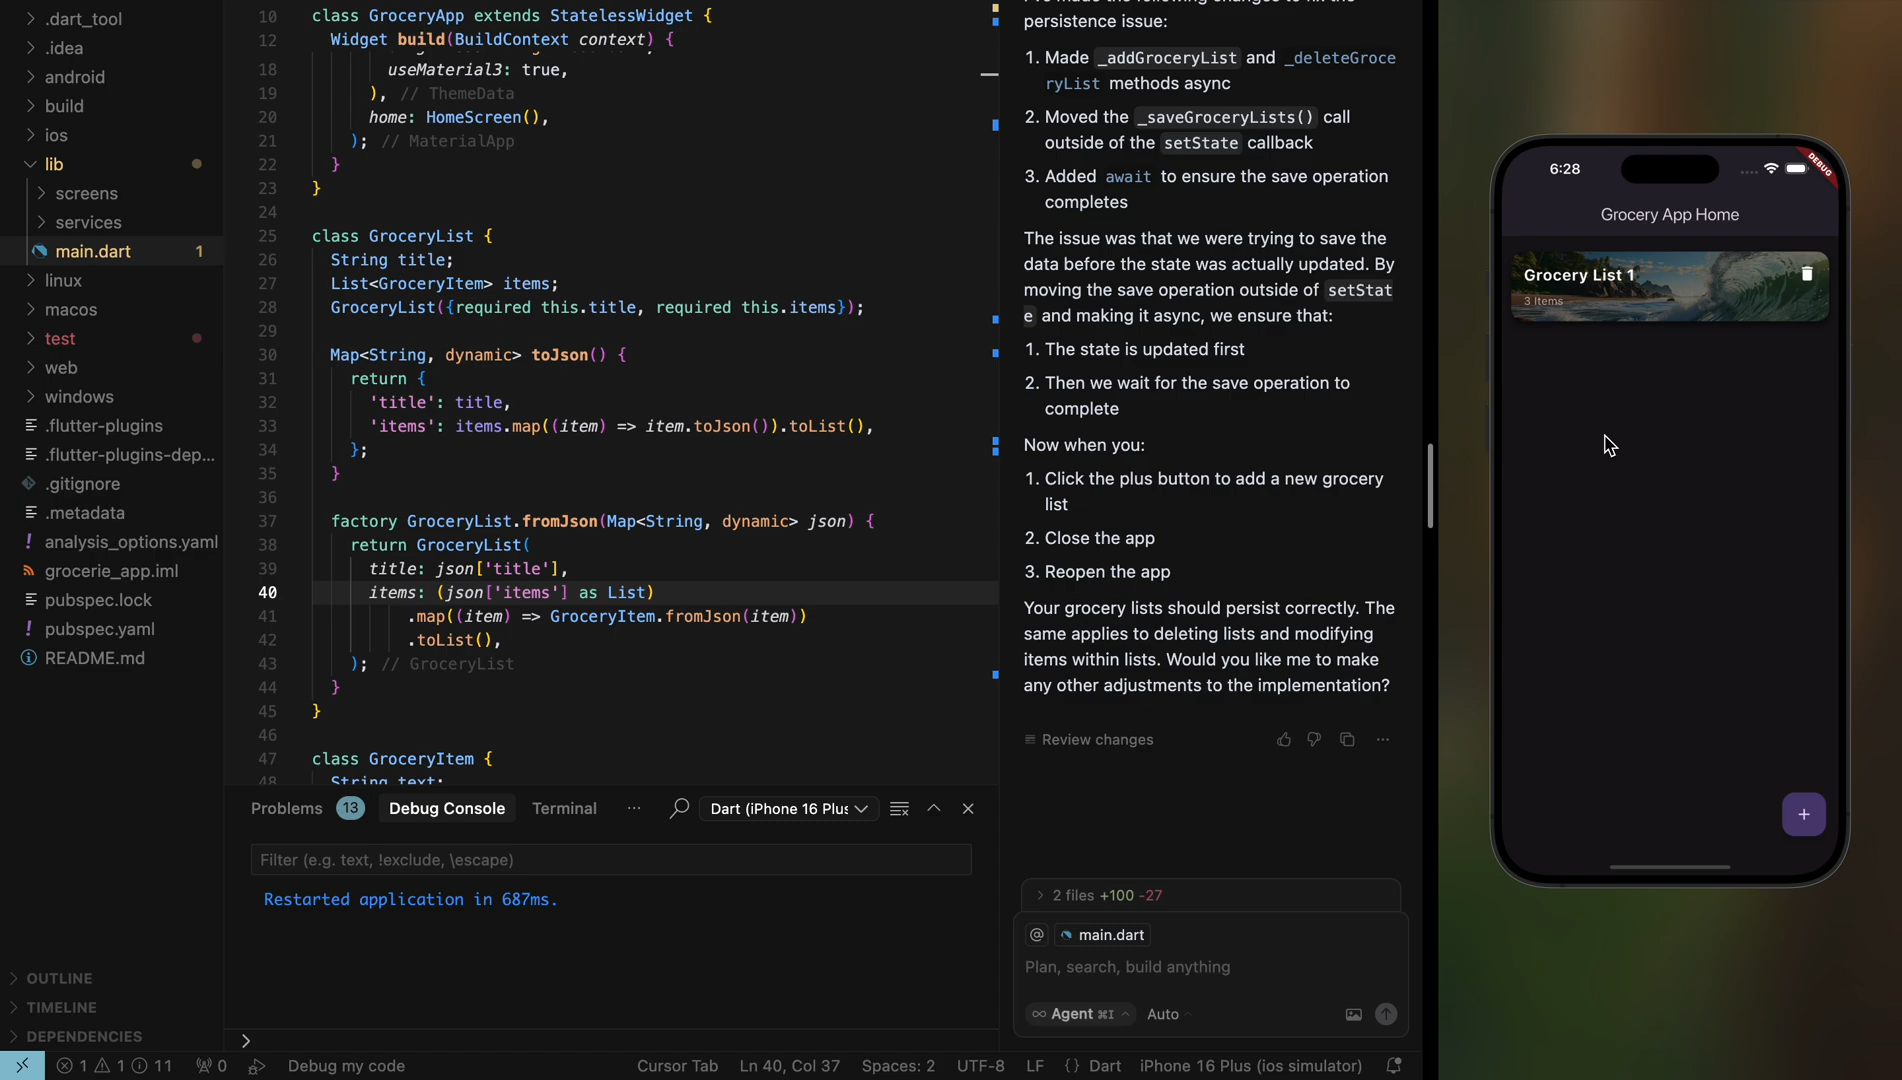 .dart_tool
.idea
android
build
ios
lib
screens
services
main.dart 1
linux
macos
test
web
windows
.flutter-plugins
.flutter-plugins-dep...
.gitignore
.metadata
analysis_options.yaml
grocerie_app.iml
pubspec.lock
pubspec.yaml
README.md
OUTLINE
TIMELINE
DEPENDENCIES
10 class GroceryApp extends StatelessWidget {
12 Widget build(BuildContext context) {
18 useMaterial3: true,
19 ), // ThemeData
20 home: HomeScreen(),
21 ); // MaterialApp
22 }
23 }
24
25 class GroceryList {
26 String title;
27 List<GroceryItem> items;
28 GroceryList({required this.title, required this.items});
29
30 Map<String, dynamic> toJson() {
31 return {
32 'title': title,
33 'items': items.map((item) => item.toJson()).toList(),
34 };
35 }
36
37 factory GroceryList.fromJson(Map<String, dynamic> json) {
38 return GroceryList(
39 title: json['title'],
40 items: (json['items'] as List)
41 .map((item) => GroceryItem.fromJson(item))
42 .toList(),
43 ); // GroceryList
44 }
45 }
46
47 class GroceryItem {
48 String text;
Problems 13 Debug Console Terminal ... Dart (iPhone 16 Plus
Filter (e.g. text, !exclude, \escape)
Restarted application in 687ms.
persistence issue:
1. Made _addGroceryList and _deleteGroce
ryList methods async
2. Moved the _saveGroceryLists() call
outside of the setState callback
3. Added await to ensure the save operation
completes
The issue was that we were trying to save the
data before the state was actually updated. By
moving the save operation outside of setStat
e and making it async, we ensure that:
1. The state is updated first
2. Then we wait for the save operation to
complete
Now when you:
1. Click the plus button to add a new grocery
list
2. Close the app
3. Reopen the app
Your grocery lists should persist correctly. The
same applies to deleting lists and modifying
items within lists. Would you like me to make
any other adjustments to the implementation?
Review changes
2 files +100 -27
@ main.dart
Plan, search, build anything
∞ Agent ⌘I Auto
6:28
DEBUG
Grocery App Home
Grocery List 1
3 Items
+
1 1 11 0 Debug my code Cursor Tab Ln 40, Col 37 Spaces: 2 UTF-8 LF {} Dart iPhone 16 Plus (ios simulator)